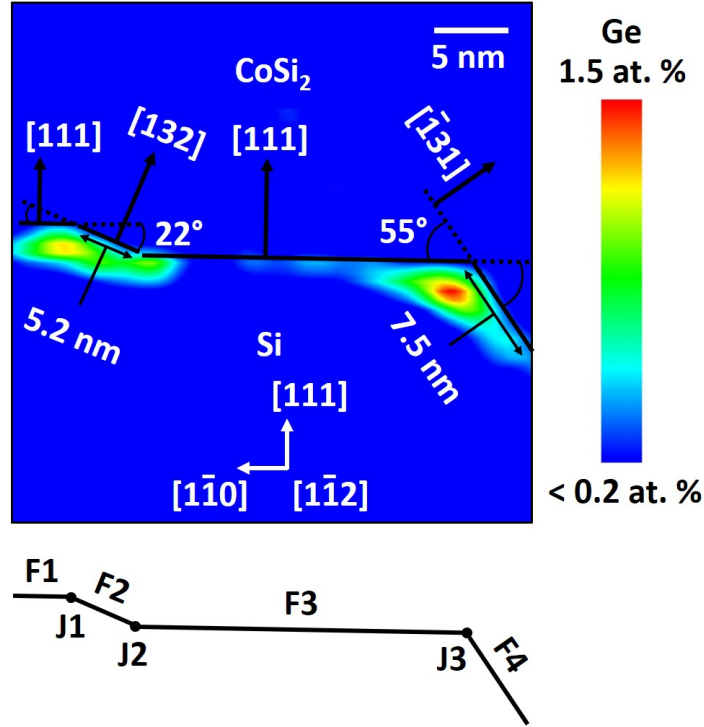 Ge
1.5 at. %
5 nm
CoSi₂
[111]
[132]
[111]
[1̄31]
22°
55°
5.2 nm
7.5 nm
Si
[111]
[11̄0]
[11̄2]
< 0.2 at. %
F1
F2
F3
F4
J1
J2
J3